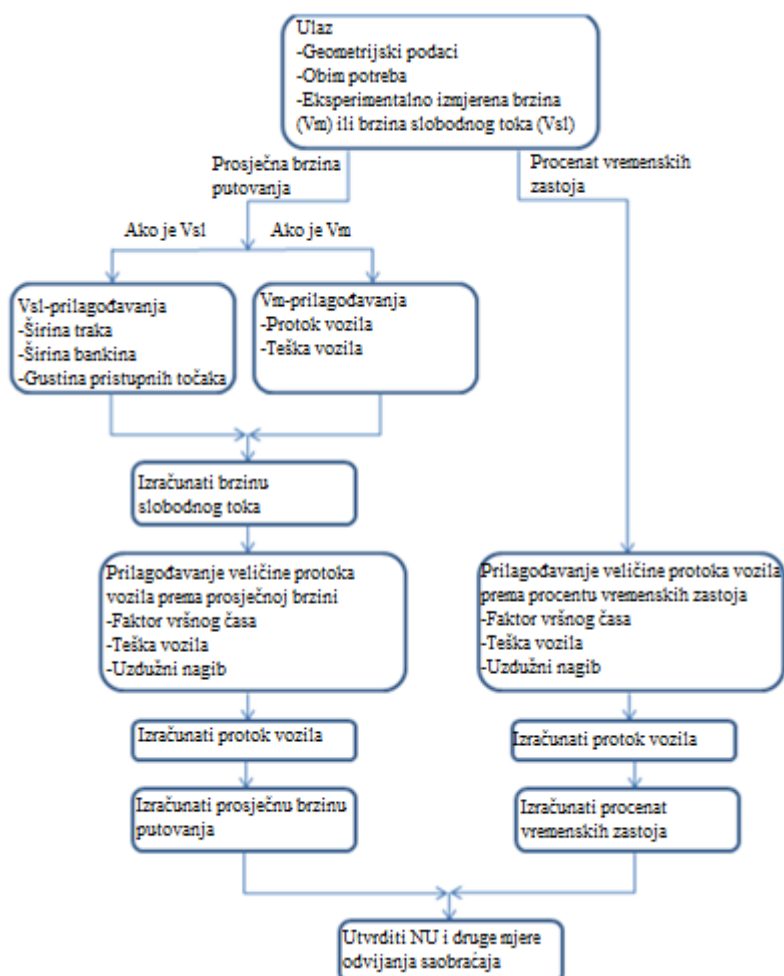 Ulaz
-Geometrijski podaci
-Obim potreba
-Eksperimentalno izmjerena brzina
(Vm) ili brzina slobodnog toka (Vsl)
Prosječna brzina
putovanja
Procenat vremenskih
zastoja
Ako je Vsl
Ako je Vm
Vsl-prilagođavanja
-Širina traka
-Širina bankina
-Gustina pristupnih točaka
Vm-prilagođavanja
-Protok vozila
-Teška vozila
Izračunati brzinu
slobodnog toka
Prilagođavanje veličine protoka
vozila prema prosječnoj brzini
-Faktor vršnog časa
-Teška vozila
-Uzdužni nagib
Prilagođavanje veličine protoka vozila
prema procentu vremenskih zastoja
-Faktor vršnog časa
-Teška vozila
-Uzdužni nagib
Izračunati protok vozila
Izračunati protok vozila
Izračunati prosječnu brzinu
putovanja
Izračunati procenat
vremenskih zastoja
Utvrditi NU i druge mjere
odvijanja saobraćaja